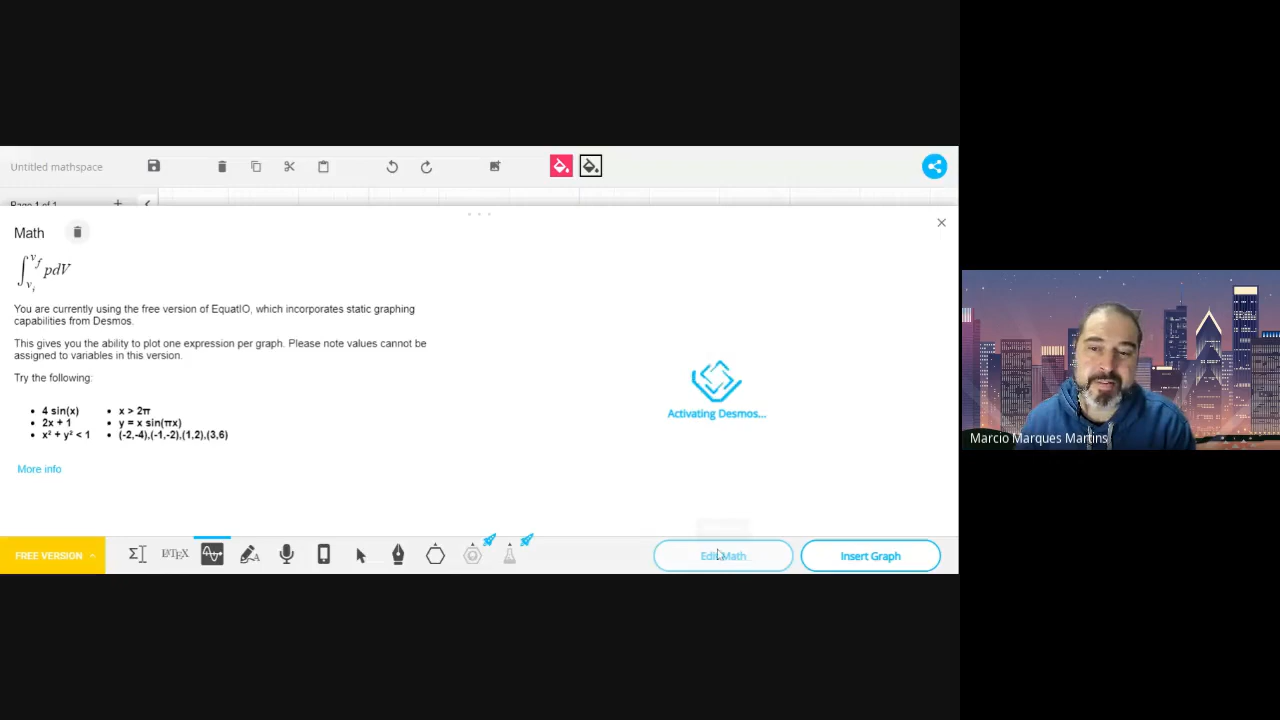 Untitled mathspace
Page 1 of 1
Math
∫ᵥᵢᵛᶠ pdV
You are currently using the free version of EquatIO, which incorporates static graphing
capabilities from Desmos.
This gives you the ability to plot one expression per graph. Please note values cannot be
assigned to variables in this version.
Try the following:
• 4 sin(x) • x > 2π
• 2x + 1 • y = x sin(πx)
• x² + y² < 1 • (-2,-4),(-1,-2),(1,2),(3,6)
More info
Activating Desmos...
FREE VERSION
LATEX
Edit Math
Insert Graph
Marcio Marques Martins